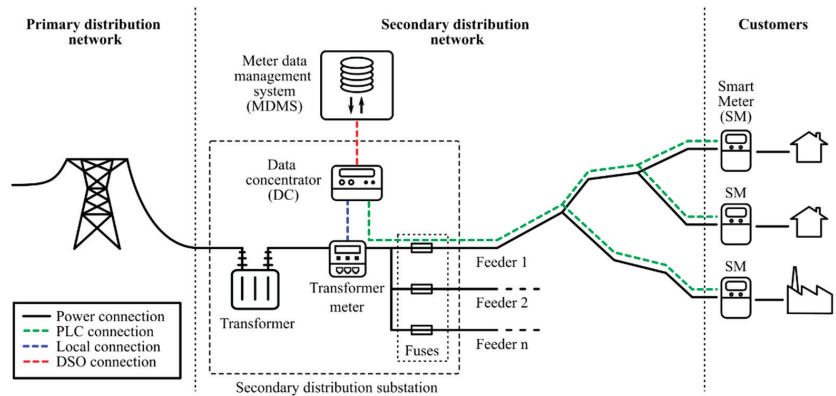 Primary distribution
network
Secondary distribution
network
Customers
Meter data
management
system
(MDMS)
Smart
Meter
(SM)
Data
concentrator
(DC)
SM
SM
Transformer
Transformer
meter
Fuses
Feeder 1
Feeder 2
Feeder n
Power connection
PLC connection
Local connection
DSO connection
Secondary distribution substation